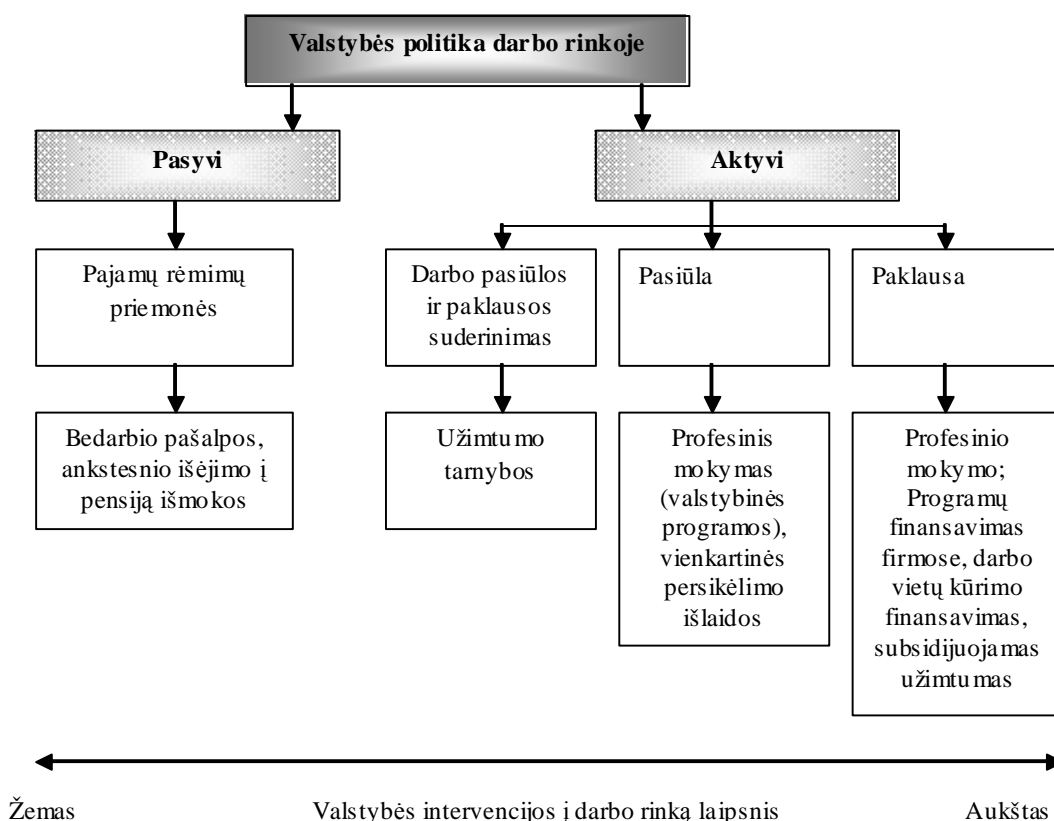 Valstybės politika darbo rinkoje
Pasyvi
Aktyvi
Pajamų rėmimų
priemonės
Darbo pasiūlos
ir paklausos
suderinimas
Pasiūla
Paklausa
Bedarbio pašalpos,
ankstesnio išėjimo į
pensiją išmokos
Užimtumo
tarnybos
Profesinis
mokymas
(valstybinės
programos),
vienkartinės
persikėlimo
išlaidos
Profesinio
mokymo;
Programų
finansavimas
firmose, darbo
vietų kūrimo
finansavimas,
subsidijuojamas
užimtumas
Žemas Valstybės intervencijos į darbo rinką laipsnis Aukštas